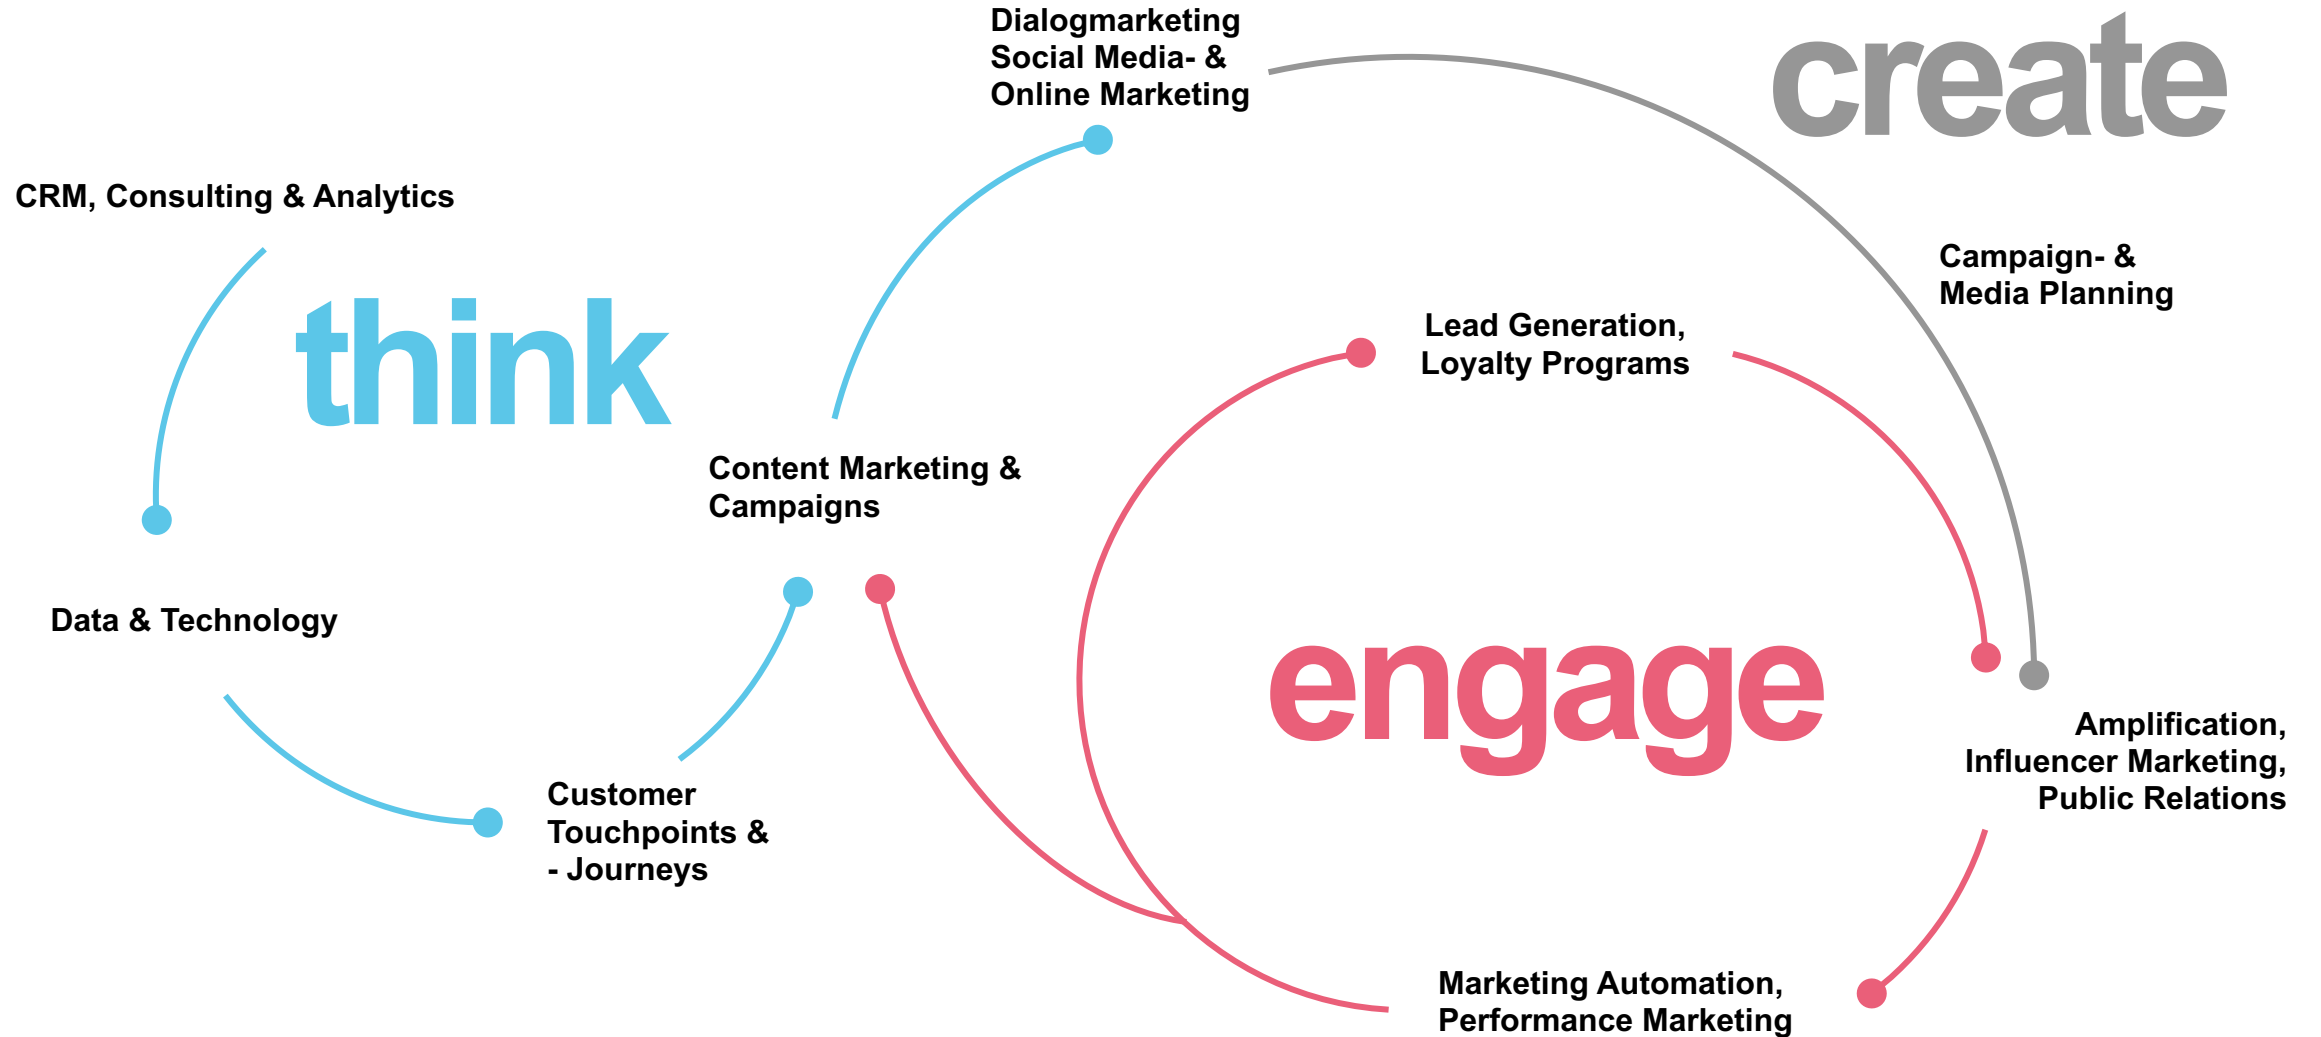 Dialogmarketing
Social Media- &
Online Marketing
create
CRM, Consulting & Analytics
think
Campaign- &
Media Planning
Lead Generation,
Loyalty Programs
Content Marketing &
Campaigns
Data & Technology
engage
Customer
Touchpoints &
- Journeys
Amplification,
Influencer Marketing,
Public Relations
Marketing Automation,
Performance Marketing